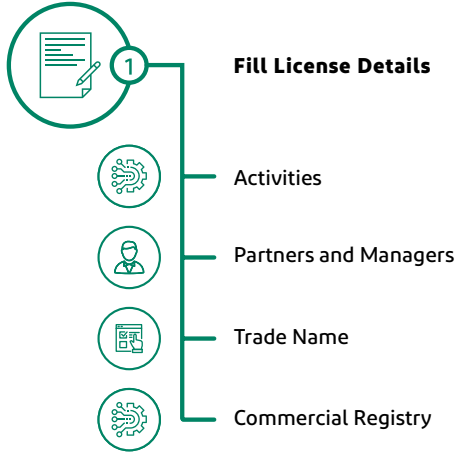 1
Fill License Details
Activities
Partners and Managers
Trade Name
Commercial Registry